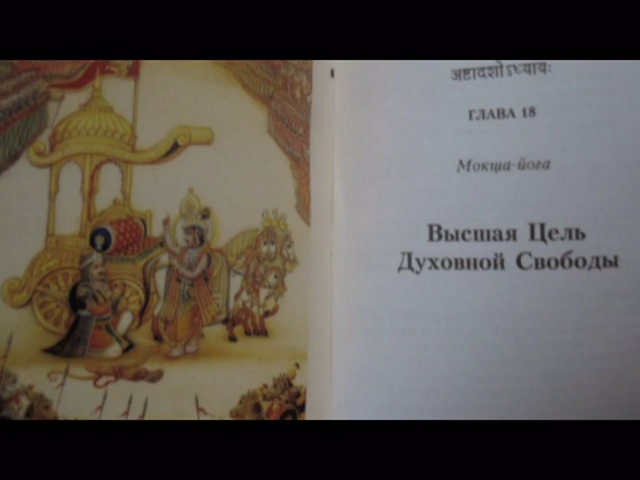 अष्टादशोऽध्यायः
ГЛАВА 18
Мокша-йога
Высшая Цель
Духовной Свободы